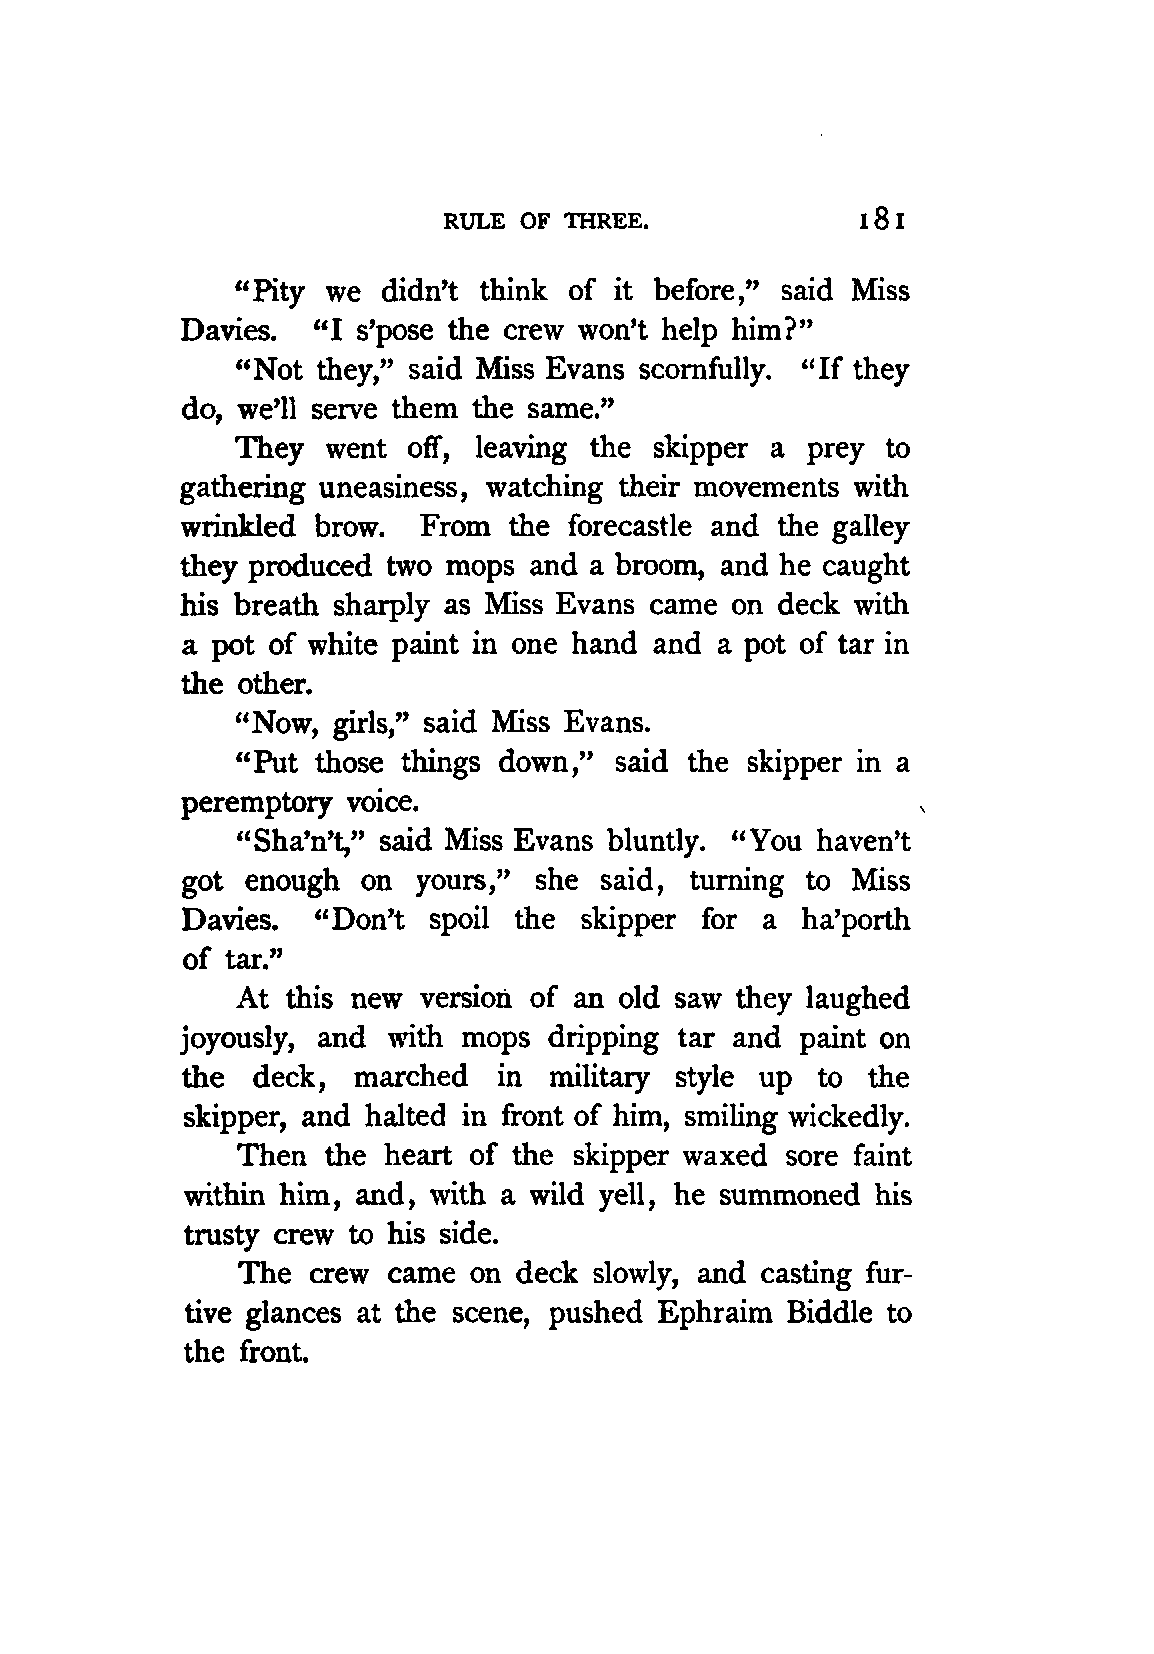 RULE OF THREE. 181
“Pity we didn’t think of it before,” said Miss
Davies. “I s’pose the crew won’t help him?”
“Not they,” said Miss Evans scornfully. “If they
do, we’ll serve them the same.”
They went off, leaving the skipper a prey to
gathering uneasiness, watching their movements with
wrinkled brow. From the forecastle and the galley
they produced two mops and a broom, and he caught
his breath sharply as Miss Evans came on deck with
a pot of white paint in one hand and a pot of tar in
the other.
“Now, girls,” said Miss Evans.
“Put those things down,” said the skipper in a
peremptory voice.
“Sha’n’t,” said Miss Evans bluntly. “You haven’t
got enough on yours,” she said, turning to Miss
Davies. “Don’t spoil the skipper for a ha’porth
of tar.”
At this new version of an old saw they laughed
joyously, and with mops dripping tar and paint on
the deck, marched in military style up to the
skipper, and halted in front of him, smiling wickedly.
Then the heart of the skipper waxed sore faint
within him, and, with a wild yell, he summoned his
trusty crew to his side.
The crew came on deck slowly, and casting fur-
tive glances at the scene, pushed Ephraim Biddle to
the front.